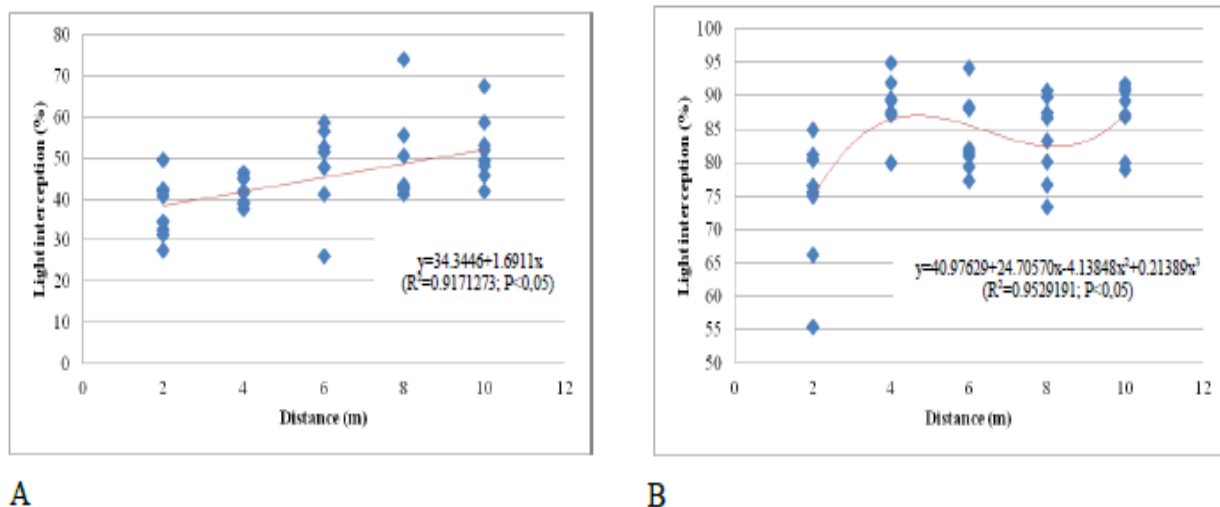 80
70
60
50
40
30
20
10
0
0 2 4 6 8 10 12
Light interception (%)
Distance (m)
y=34.3446+1.6911x
(R²=0.9171273; P<0,05)
A
100
95
90
85
80
75
70
65
60
55
50
0 2 4 6 8 10 12
Light interception (%)
Distance (m)
y=40.97629+24.70570x-4.13848x²+0.21389x³
(R²=0.9529191; P<0,05)
B